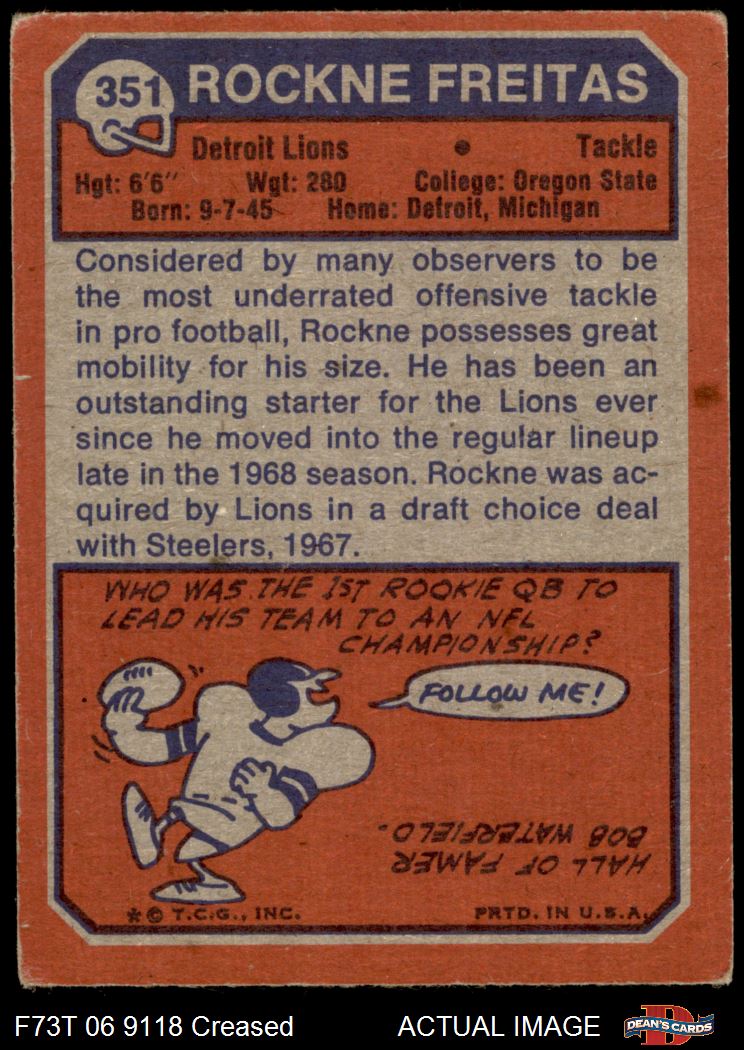 351 ROCKNE FREITAS
Detroit Lions • Tackle
Hgt: 6'6" Wgt: 280 College: Oregon State
Born: 9-7-45 Home: Detroit, Michigan
Considered by many observers to be
the most underrated offensive tackle
in pro football, Rockne possesses great
mobility for his size. He has been an
outstanding starter for the Lions ever
since he moved into the regular lineup
late in the 1968 season. Rockne was ac-
quired by Lions in a draft choice deal
with Steelers, 1967.
WHO WAS THE 1ST ROOKIE QB TO
LEAD HIS TEAM TO AN NFL
CHAMPIONSHIP?
FOLLOW ME!
HALL OF FAMER
BOB WATERFIELD.
* © T.C.G., INC. PRTD. IN U.S.A.
F73T 06 9118 Creased ACTUAL IMAGE DEAN'S CARDS